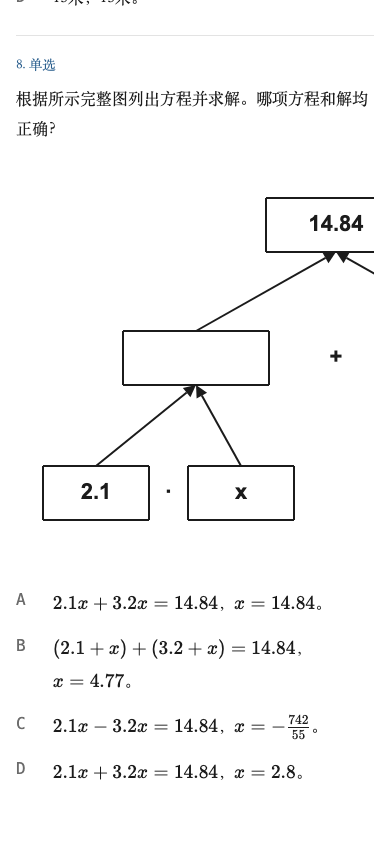 8. 单选
根据所示完整图列出方程并求解。哪项方程和解均
正确?
14.84
+
2.1 · x
A 2.1x + 3.2x = 14.84, x = 14.84。
B (2.1 + x) + (3.2 + x) = 14.84,
x = 4.77。
C 2.1x − 3.2x = 14.84, x = −742/55。
D 2.1x + 3.2x = 14.84, x = 2.8。